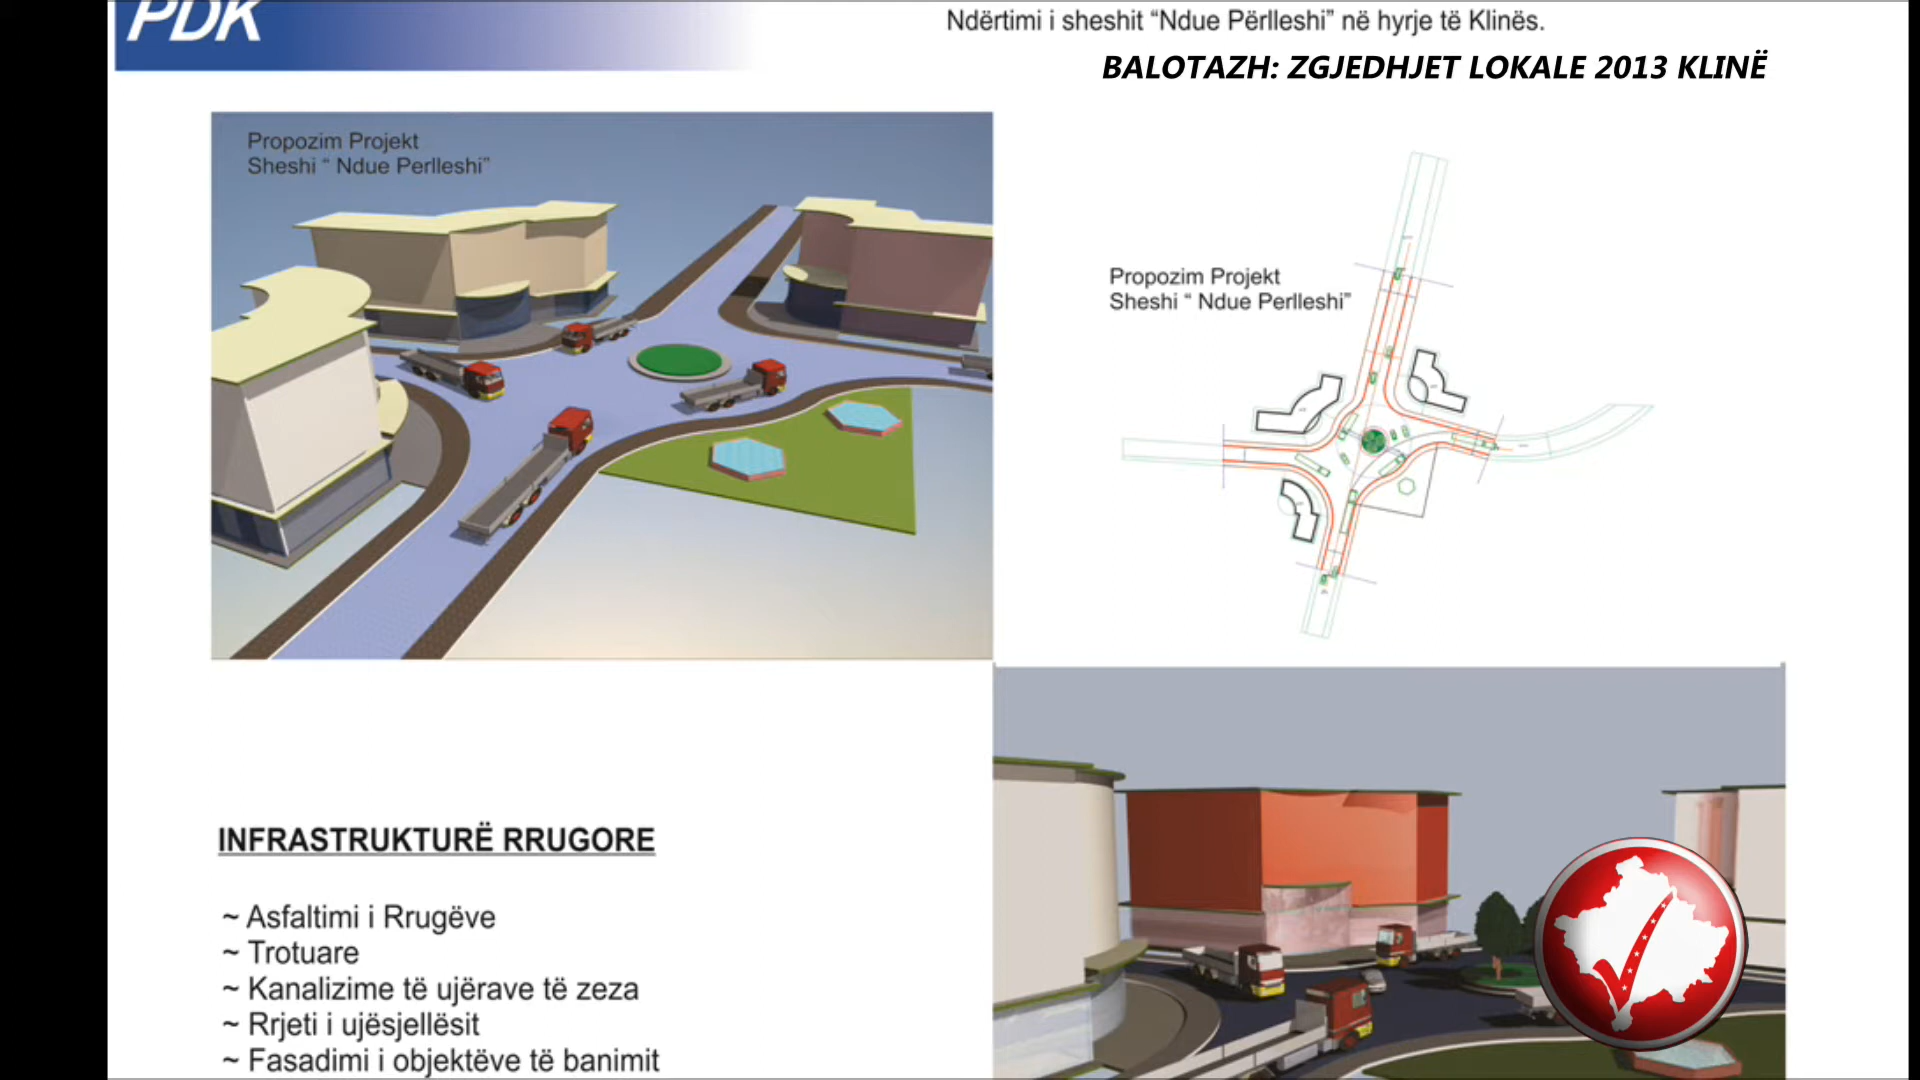 PDK
Ndërtimi i sheshit “Ndue Përlleshi” në hyrje të Klinës.
BALOTAZH: ZGJEDHJET LOKALE 2013 KLINË
Propozim Projekt
Sheshi “ Ndue Perlleshi”
Propozim Projekt
Sheshi “ Ndue Perlleshi”
INFRASTRUKTURË RRUGORE
~ Asfaltimi i Rrugëve
~ Trotuare
~ Kanalizime të ujërave të zeza
~ Rrjeti i ujësjellësit
~ Fasadimi i objektëve të banimit